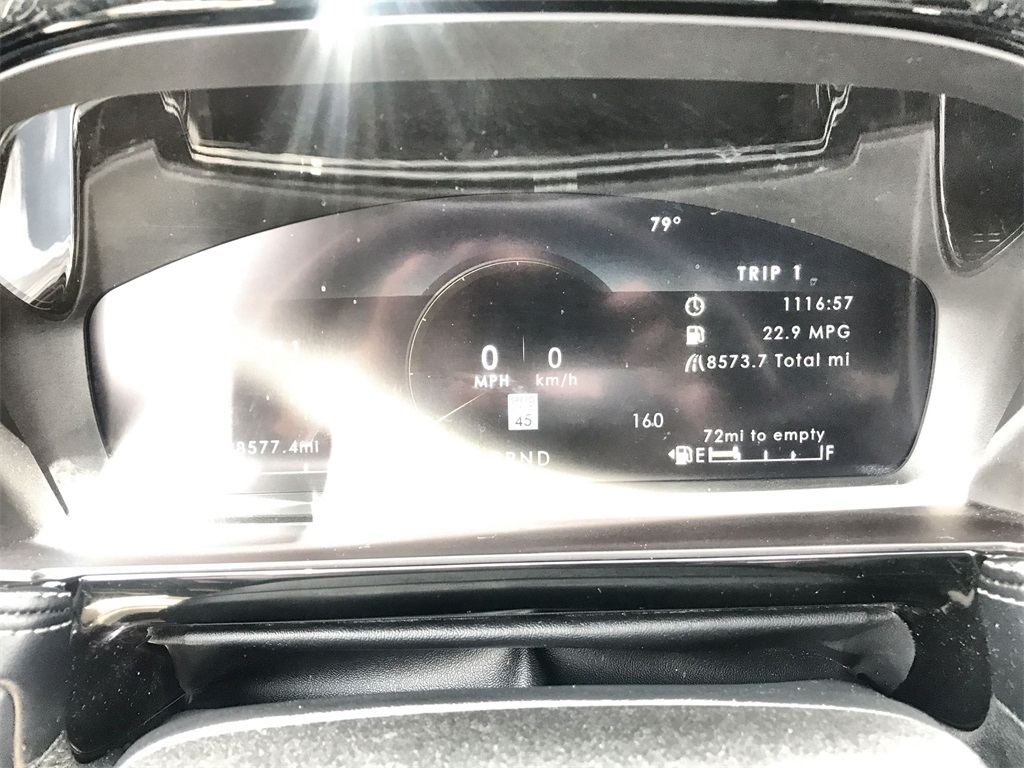 79°
TRIP 1
1116:57
22.9 MPG
8573.7 Total mi
0 0
MPH km/h
45
160
8577.4mi
72mi to empty
E F
RND